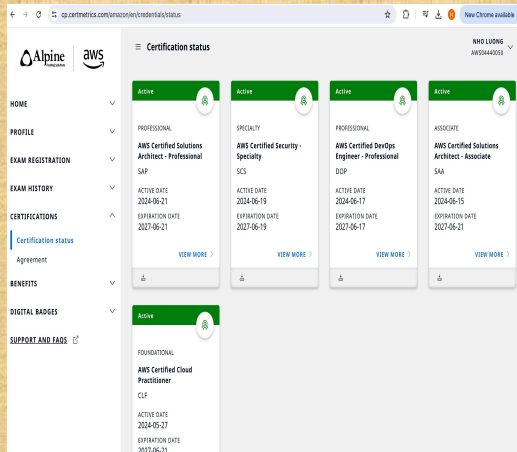 cp.certmetrics.com/amazon/en/credentials/status
New Chrome available
Alpine
aws
Certification status
NHO LUONG
AWS04440050
HOME
PROFILE
EXAM REGISTRATION
EXAM HISTORY
CERTIFICATIONS
Certification status
Agreement
BENEFITS
DIGITAL BADGES
SUPPORT AND FAQS
Active
PROFESSIONAL
AWS Certified Solutions
Architect - Professional
SAP
ACTIVE DATE
2024-06-21
EXPIRATION DATE
2027-06-21
VIEW MORE
Active
SPECIALTY
AWS Certified Security -
Specialty
SCS
ACTIVE DATE
2024-06-19
EXPIRATION DATE
2027-06-19
VIEW MORE
Active
PROFESSIONAL
AWS Certified DevOps
Engineer - Professional
DOP
ACTIVE DATE
2024-06-17
EXPIRATION DATE
2027-06-17
VIEW MORE
Active
ASSOCIATE
AWS Certified Solutions
Architect - Associate
SAA
ACTIVE DATE
2024-06-15
EXPIRATION DATE
2027-06-21
VIEW MORE
Active
FOUNDATIONAL
AWS Certified Cloud
Practitioner
CLF
ACTIVE DATE
2024-05-27
EXPIRATION DATE
2027-06-21